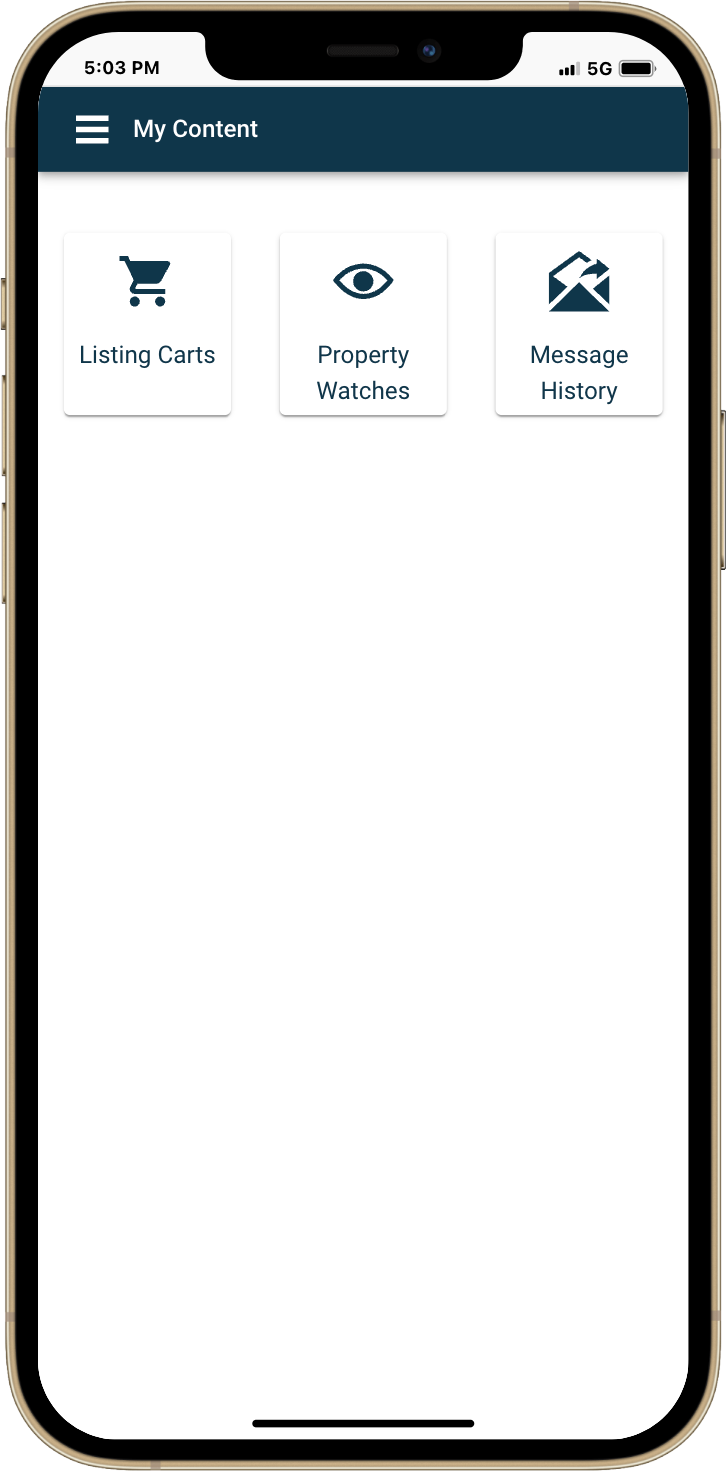 5:03 PM
5G
My Content
Listing Carts
Property
Watches
Message
History